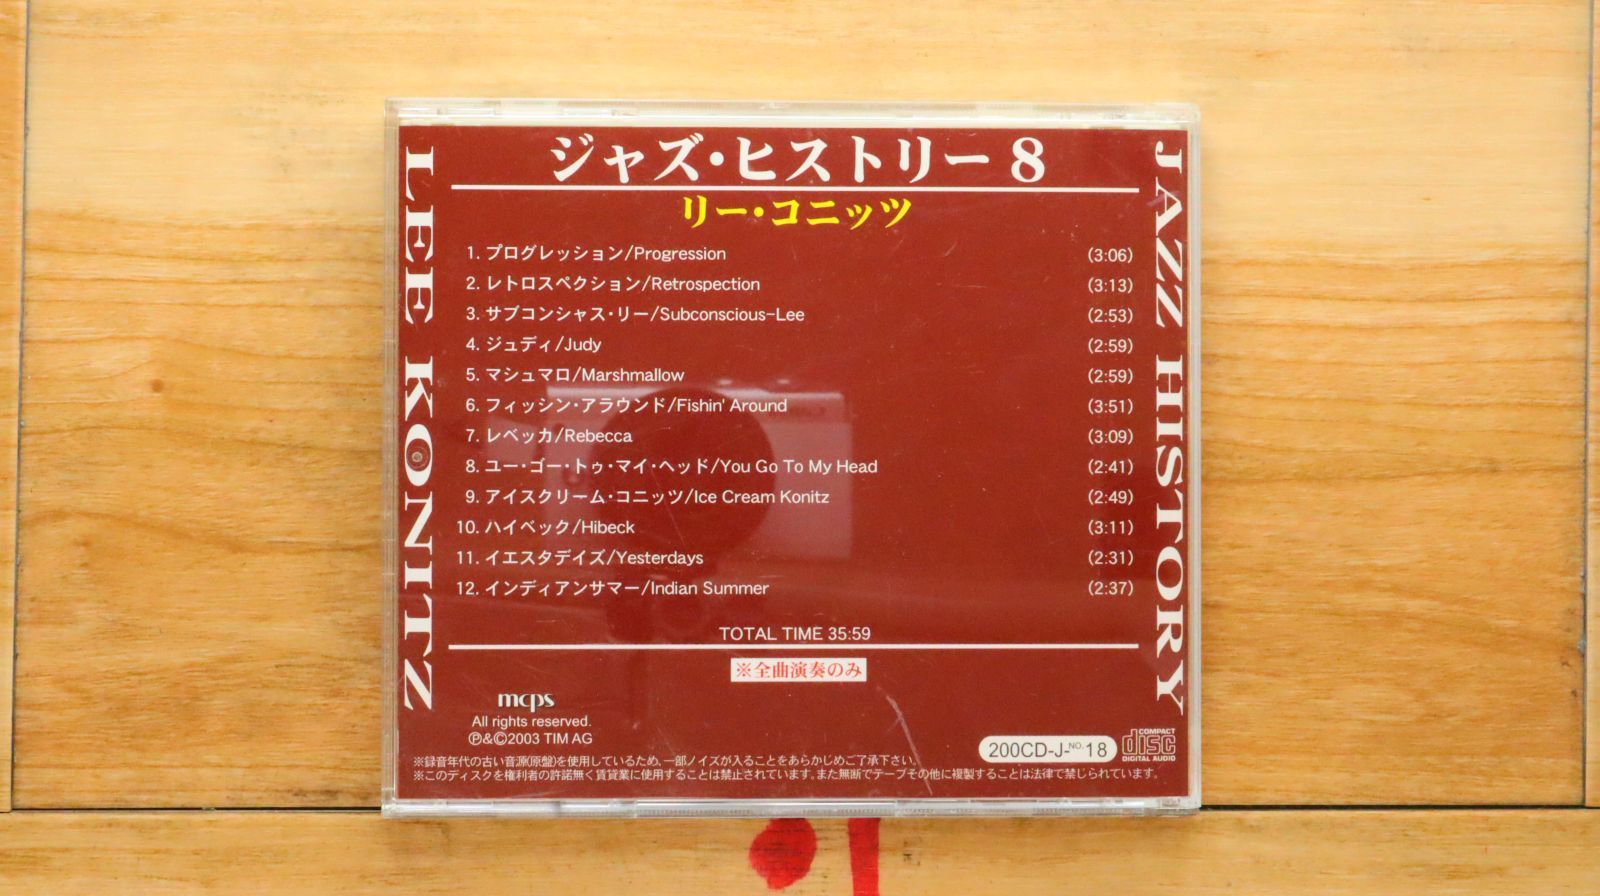 ジャズ・ヒストリー 8
リー・コニッツ
LEE KONITZ
JAZZ HISTORY
1. プログレッション/Progression (3:06)
2. レトロスペクション/Retrospection (3:13)
3. サブコンシャス・リー/Subconscious-Lee (2:53)
4. ジュディ/Judy (2:59)
5. マシュマロ/Marshmallow (2:59)
6. フィッシン・アラウンド/Fishin' Around (3:51)
7. レベッカ/Rebecca (3:09)
8. ユー・ゴー・トゥ・マイ・ヘッド/You Go To My Head (2:41)
9. アイスクリーム・コニッツ/Ice Cream Konitz (2:49)
10. ハイベック/Hibeck (3:11)
11. イエスタデイズ/Yesterdays (2:31)
12. インディアンサマー/Indian Summer (2:37)
TOTAL TIME 35:59
※全曲演奏のみ
mcps
All rights reserved.
Ⓟ&©2003 TIM AG
200CD-J-NO.18
COMPACT
disc
DIGITAL AUDIO
※録音年代の古い音源(原盤)を使用しているため、一部ノイズが入ることをあらかじめご了承下さい。
※このディスクを権利者の許諾無く賃貸業に使用することは禁止されています。また無断でテープその他に複製することは法律で禁じられています。